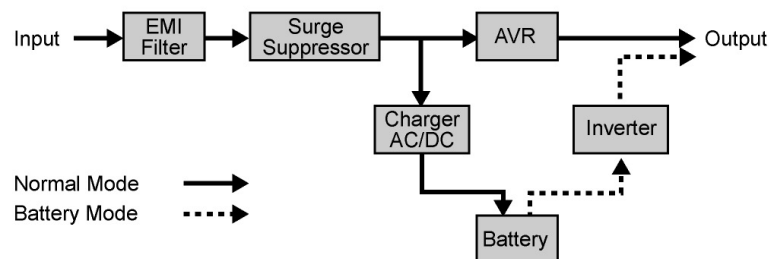 Input
EMI
Filter
Surge
Suppressor
AVR
Output
Charger
AC/DC
Inverter
Normal Mode
Battery Mode
Battery